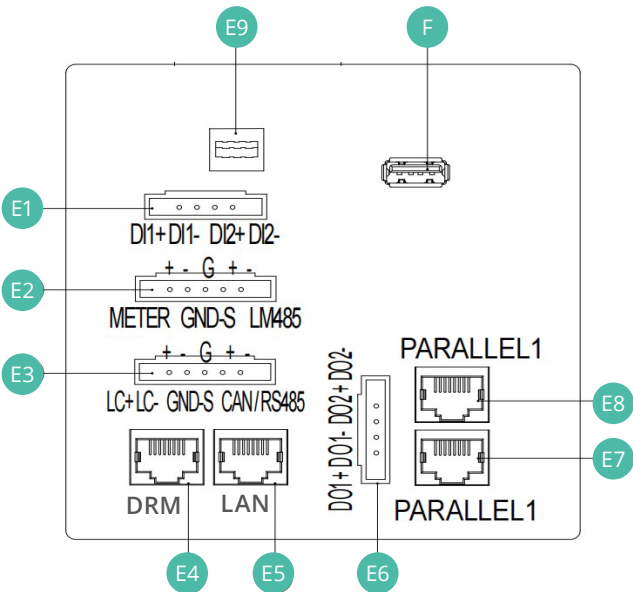 E9
F
E1
DI1+ DI1- DI2+ DI2-
+ - G + -
E2
METER GND-S LM485
+ - G + -
E3
LC+ LC- GND-S CAN/RS485
DO1+ DO1- DO2+ DO2-
PARALLEL1
E8
E7
PARALLEL1
DRM
LAN
E4
E5
E6